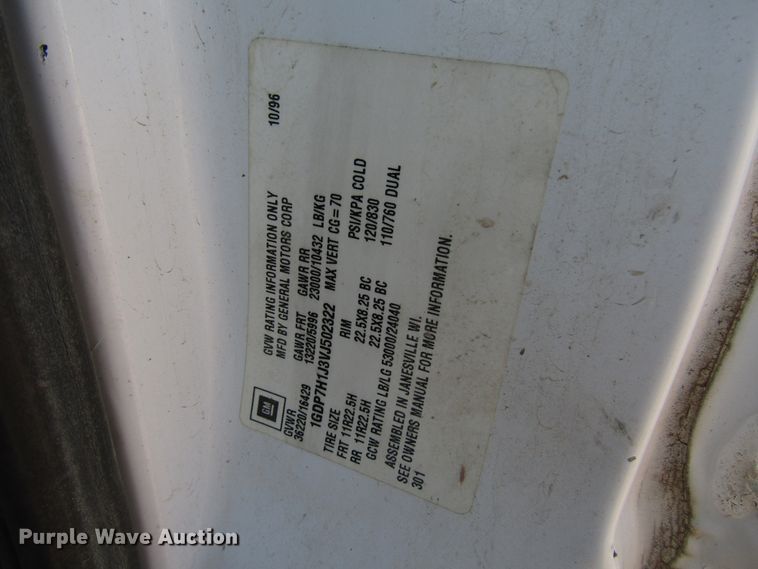 10/96
GVW RATING INFORMATION ONLY
MFD BY GENERAL MOTORS CORP
GM
GVWR GAWR FRT GAWR RR
36220/16429 13220/5996 23000/10432 LB/KG
1GDP7H1J3VJ502322 MAX VERT CG=70
TIRE SIZE RIM PSI/KPA COLD
FRT 11R22.5H 22.5X8.25 BC 120/830
RR 11R22.5H 22.5X8.25 BC 110/760 DUAL
GCW RATING LB/LG 53000/24040
ASSEMBLED IN JANESVILLE WI.
SEE OWNERS MANUAL FOR MORE INFORMATION.
301
Purple Wave Auction